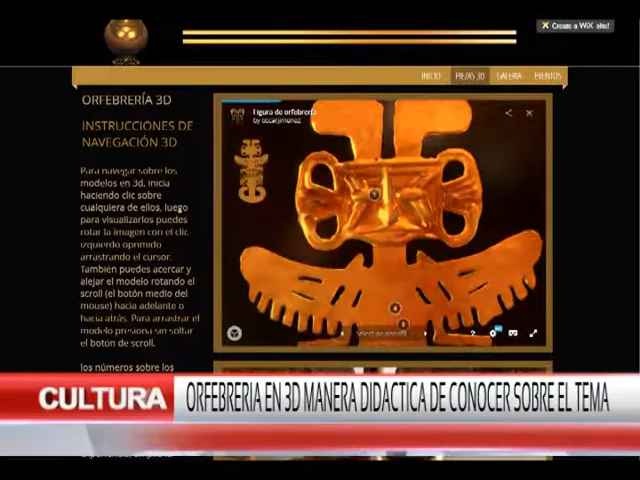 Create a WiX site!
INICIO
PIEZAS 3D
GALERÍA
EVENTOS
ORFEBRERÍA 3D
INSTRUCCIONES DE
NAVEGACIÓN 3D
Para navegar sobre los
modelos en 3d, inicia
haciendo clic sobre
cualquiera de ellos, luego
para visualizarlos puedes
rotar la imagen con el clic
izquierdo oprimido
arrastrando el cursor.
También puedes acercar y
alejar el modelo rotando el
scroll (el botón medio del
mouse) hacia adelante o
hacia atrás. Para arrastrar el
modelo presiona sin soltar
el botón de scroll.
los números sobre los
Figura de orfebrería
by oscarjimenez
CULTURA
ORFEBRERIA EN 3D MANERA DIDACTICA DE CONOCER SOBRE EL TEMA